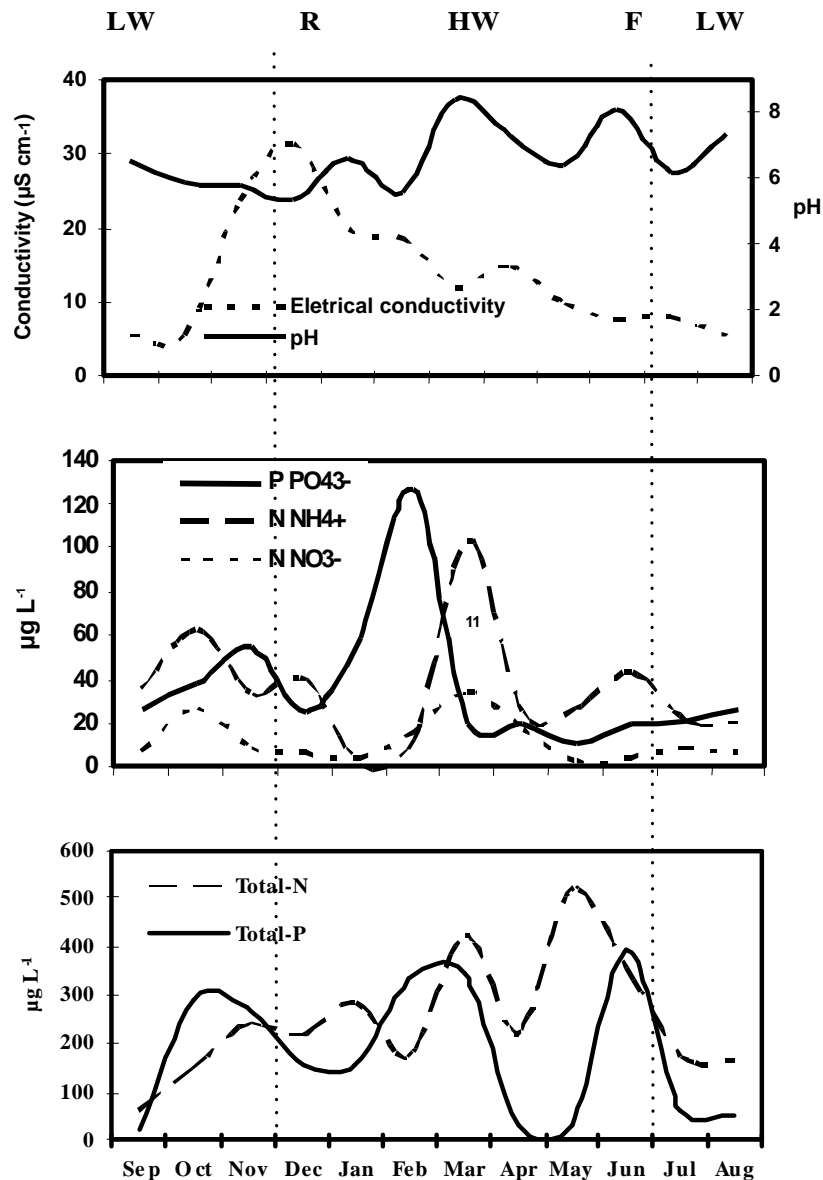 LW R HW F LW
40
30
20
10
0
Conductivity (µS cm-1)
8
6
4
2
0
pH
Eletrical conductivity
pH
140
120
100
80
60
40
20
0
µg L-1
P PO43-
N NH4+
N NO3-
11
600
500
400
300
200
100
0
µg L-1
Total-N
Total-P
Sep Oct Nov Dec Jan Feb Mar Apr May Jun Jul Aug